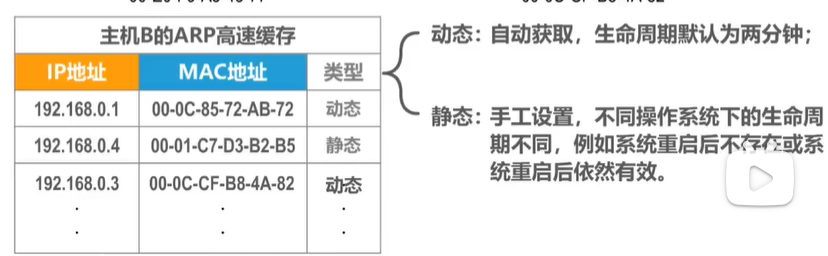 主机B的ARP高速缓存
IP地址 MAC地址 类型
192.168.0.1 00-0C-85-72-AB-72 动态
192.168.0.4 00-01-C7-D3-B2-B5 静态
192.168.0.3 00-0C-CF-B8-4A-82 动态
动态：自动获取，生命周期默认为两分钟；
静态：手工设置，不同操作系统下的生命周
期不同，例如系统重启后不存在或系
统重启后依然有效。